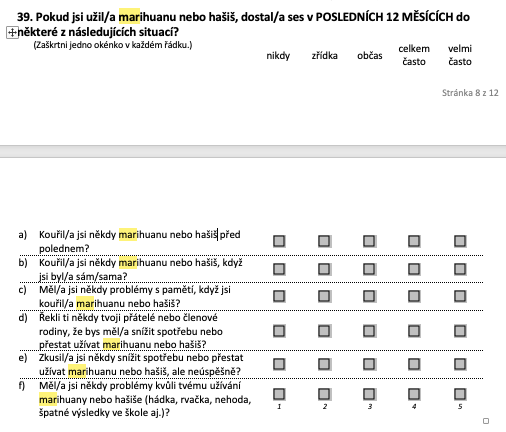 39. Pokud jsi užil/a marihuanu nebo hašiš, dostal/a ses v POSLEDNÍCH 12 MĚSÍCÍCH do
některé z následujících situací?
(Zaškrtni jedno okénko v každém řádku.)
nikdy zřídka občas celkem často velmi často
Stránka 8 z 12
a) Kouřil/a jsi někdy marihuanu nebo hašiš před
polednem?
b) Kouřil/a jsi někdy marihuanu nebo hašiš, když
jsi byl/a sám/sama?
c) Měl/a jsi někdy problémy s pamětí, když jsi
kouřil/a marihuanu nebo hašiš?
d) Řekli ti někdy tvoji přátelé nebo členové
rodiny, že bys měl/a snížit spotřebu nebo
přestat užívat marihuanu nebo hašiš?
e) Zkusil/a jsi někdy snížit spotřebu nebo přestat
užívat marihuanu nebo hašiš, ale neúspěšně?
f) Měl/a jsi někdy problémy kvůli tvému užívání
marihuany nebo hašiše (hádka, rvačka, nehoda,
špatné výsledky ve škole aj.)?
1 2 3 4 5